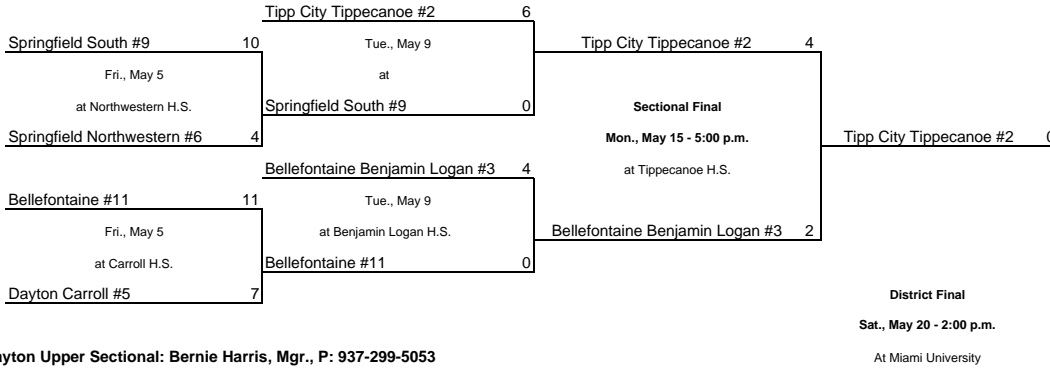 Tipp City Tippecanoe #2 6
Springfield South #9 10
Tue., May 9
Tipp City Tippecanoe #2 4
Fri., May 5
at
at Northwestern H.S.
Springfield South #9 0
Sectional Final
Springfield Northwestern #6 4
Mon., May 15 - 5:00 p.m.
Tipp City Tippecanoe #2
Bellefontaine Benjamin Logan #3 4
at Tippecanoe H.S.
Bellefontaine #11 11
Tue., May 9
Fri., May 5
at Benjamin Logan H.S.
Bellefontaine Benjamin Logan #3 2
at Carroll H.S.
Bellefontaine #11 0
Dayton Carroll #5 7
District Final
Sat., May 20 - 2:00 p.m.
ayton Upper Sectional: Bernie Harris, Mgr., P: 937-299-5053
At Miami University